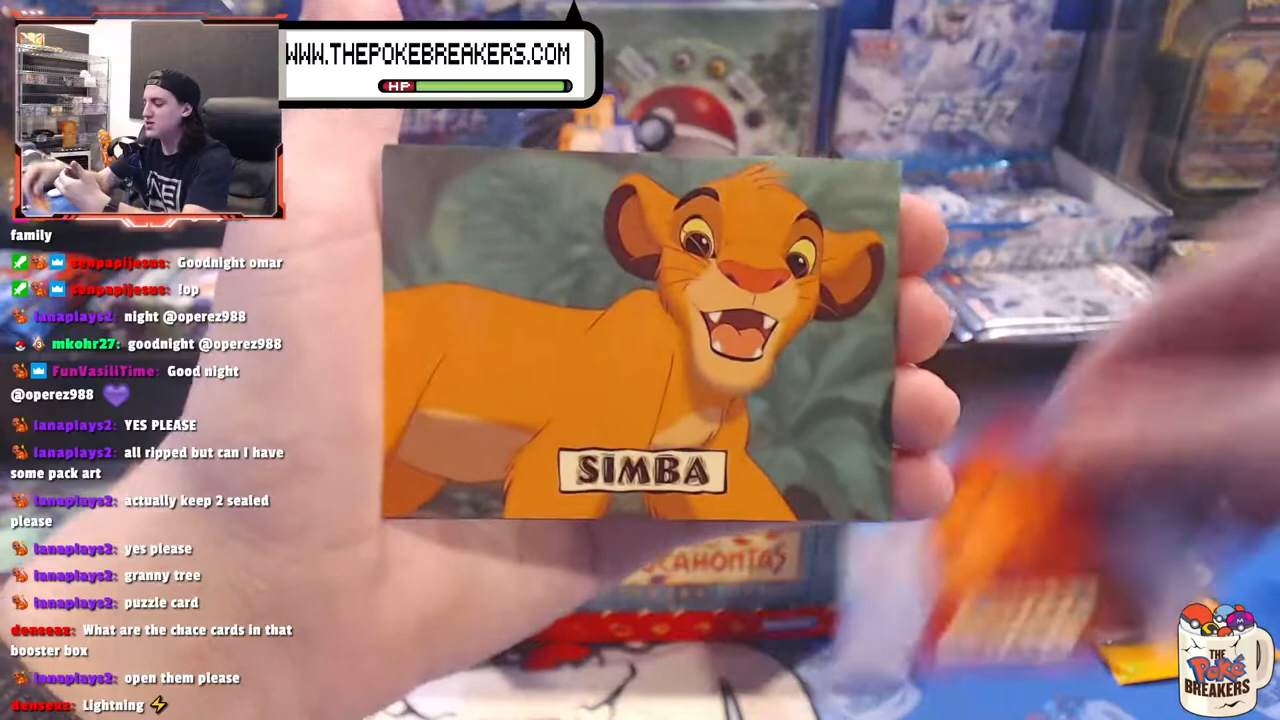 WWW.THEPOKEBREAKERS.COM
HP
family
senpapijesus: Goodnight omar
senpapijesus: !op
lanaplays2: night @operez988
mkohr27: goodnight @operez988
FunVasiliTime: Good night
@operez988 💜
lanaplays2: YES PLEASE
lanaplays2: all ripped but can I have
some pack art
lanaplays2: actually keep 2 sealed
please
lanaplays2: yes please
lanaplays2: granny tree
lanaplays2: puzzle card
denseaz: What are the chace cards in that
booster box
lanaplays2: open them please
denseaz: Lightning ⚡
SIMBA
POCAHONTAS
THE
Poké
BREAKERS